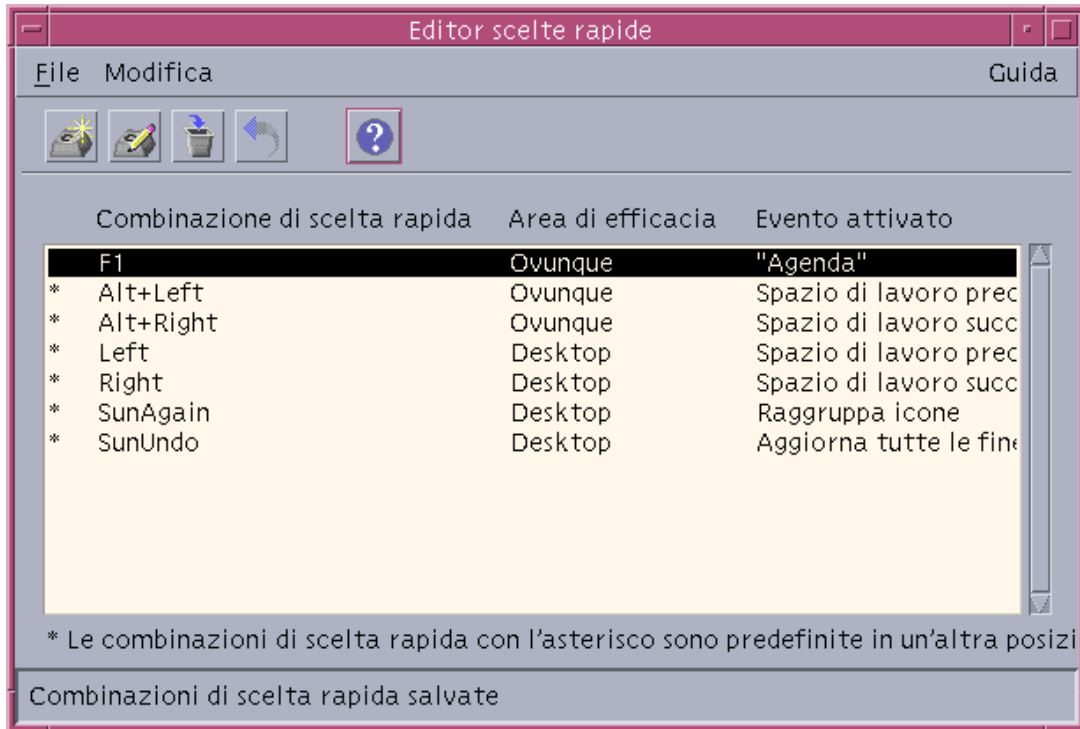 Editor scelte rapide
File Modifica Guida
Combinazione di scelta rapida Area di efficacia Evento attivato
F1 Ovunque "Agenda"
* Alt+Left Ovunque Spazio di lavoro prec
* Alt+Right Ovunque Spazio di lavoro succ
* Left Desktop Spazio di lavoro prec
* Right Desktop Spazio di lavoro succ
* SunAgain Desktop Raggruppa icone
* SunUndo Desktop Aggiorna tutte le fine
* Le combinazioni di scelta rapida con l'asterisco sono predefinite in un'altra posizi
Combinazioni di scelta rapida salvate